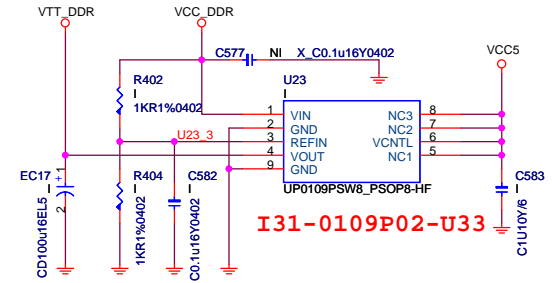 VTT_DDR
VCC_DDR
VCC5
C577
NI
X_C0.1u16Y0402
R402
I
1KR1%0402
U23
I
1
VIN
NC3
8
2
GND
NC2
7
U23_3
3
REFIN
VCNTL
6
4
VOUT
NC1
5
9
GND
UP0109PSW8_PSOP8-HF
EC17
I
+
1
2
CD100u16EL5
R404
I
1KR1%0402
C582
I
C0.1u16Y0402
C583
I
C1U10Y/6
I31-0109P02-U33